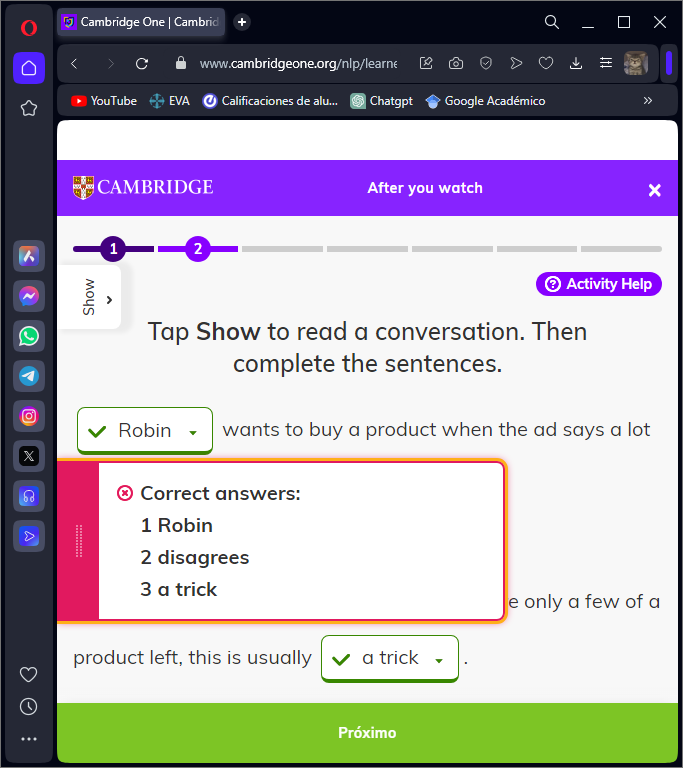 Cambridge One | Cambrid
www.cambridgeone.org/nlp/learne
YouTube
EVA
Calificaciones de alu...
Chatgpt
Google Académico
»
CAMBRIDGE
After you watch
1
2
Show
Activity Help
Tap Show to read a conversation. Then
complete the sentences.
Robin wants to buy a product when the ad says a lot
Correct answers:
1 Robin
2 disagrees
3 a trick
e only a few of a
product left, this is usually a trick .
Próximo